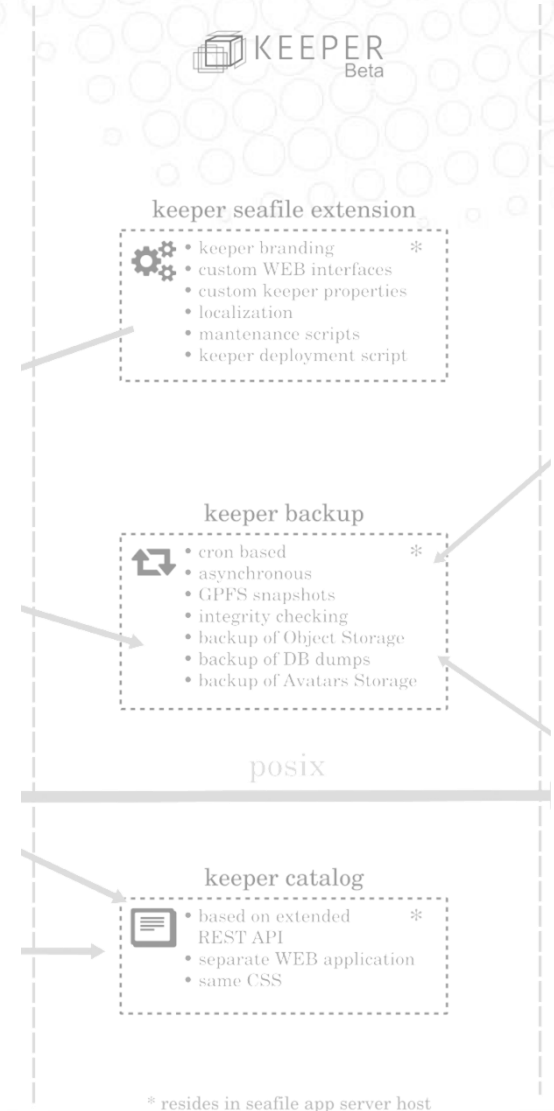 KEEPER
Beta
keeper seafile extension
• keeper branding *
• custom WEB interfaces
• custom keeper properties
• localization
• mantenance scripts
• keeper deployment script
keeper backup
• cron based *
• asynchronous
• GPFS snapshots
• integrity checking
• backup of Object Storage
• backup of DB dumps
• backup of Avatars Storage
posix
keeper catalog
• based on extended *
REST API
• separate WEB application
• same CSS
* resides in seafile app server host